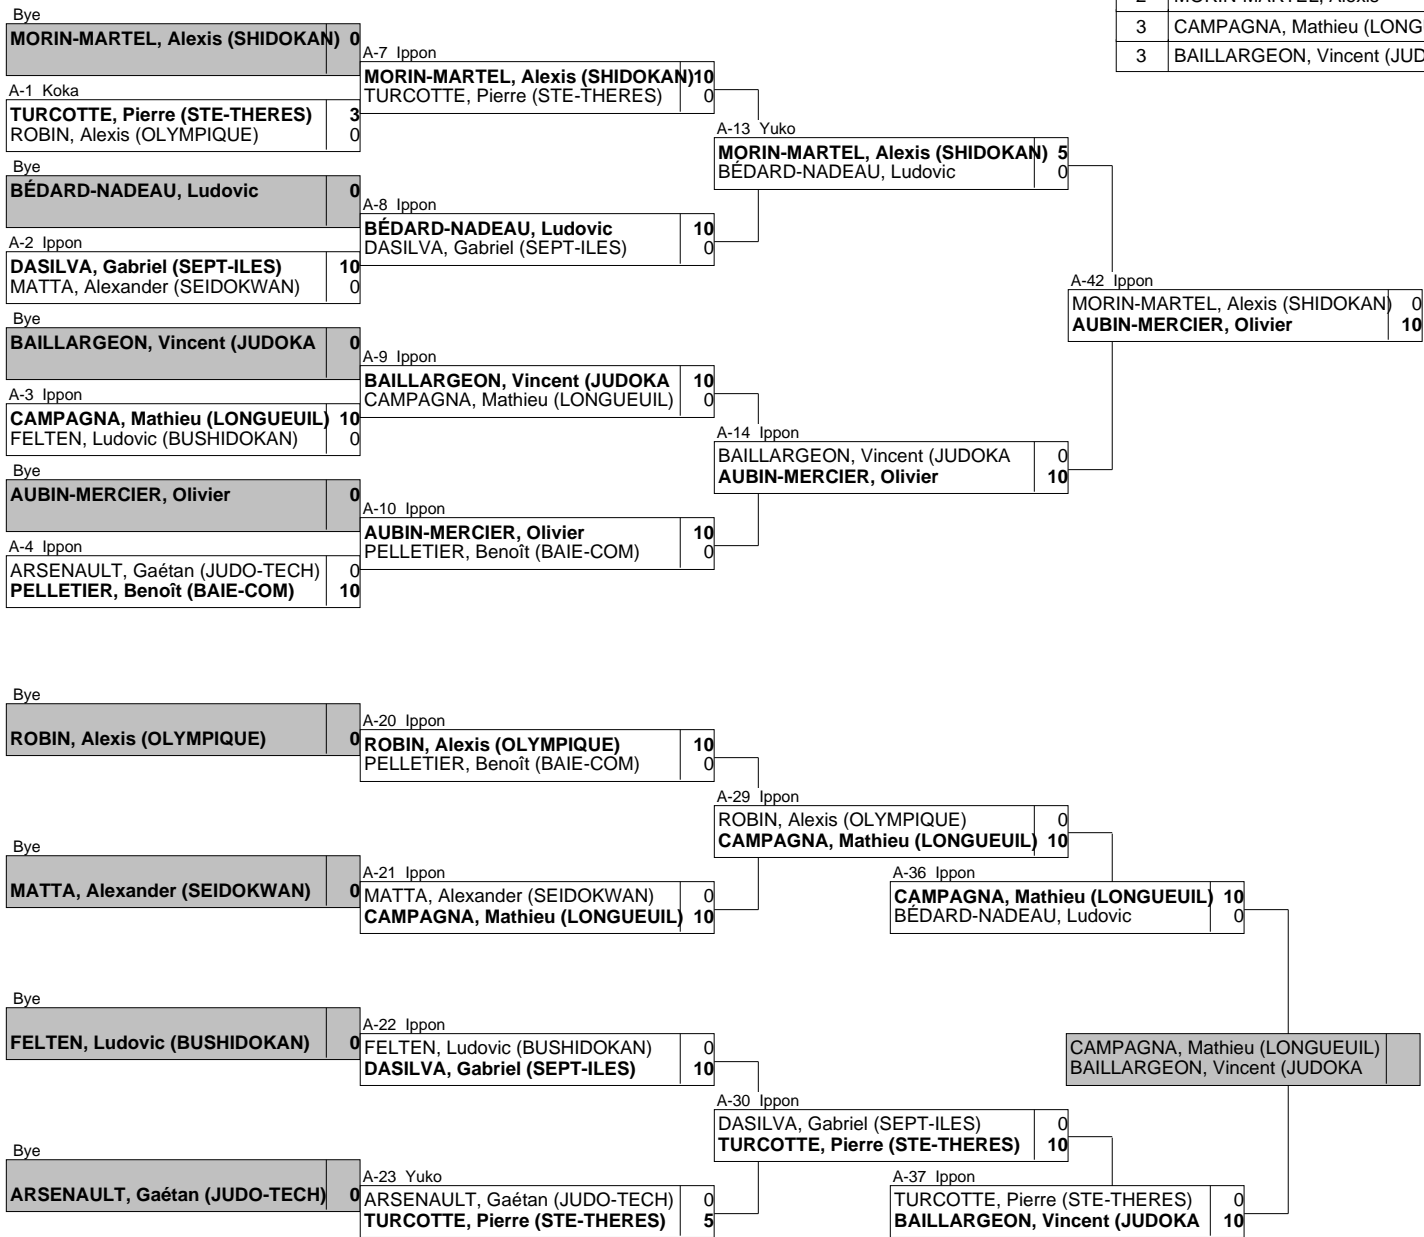 2 MORIN-MARTEL, Alexis
3 CAMPAGNA, Mathieu (LONG
3 BAILLARGEON, Vincent (JUD
Bye
MORIN-MARTEL, Alexis (SHIDOKAN) 0
A-1 Koka
TURCOTTE, Pierre (STE-THERES) 3
ROBIN, Alexis (OLYMPIQUE) 0
Bye
BÉDARD-NADEAU, Ludovic 0
A-2 Ippon
DASILVA, Gabriel (SEPT-ILES) 10
MATTA, Alexander (SEIDOKWAN) 0
Bye
BAILLARGEON, Vincent (JUDOKA 0
A-3 Ippon
CAMPAGNA, Mathieu (LONGUEUIL) 10
FELTEN, Ludovic (BUSHIDOKAN) 0
Bye
AUBIN-MERCIER, Olivier 0
A-4 Ippon
ARSENAULT, Gaétan (JUDO-TECH) 0
PELLETIER, Benoît (BAIE-COM) 10
A-7 Ippon
MORIN-MARTEL, Alexis (SHIDOKAN) 10
TURCOTTE, Pierre (STE-THERES) 0
A-8 Ippon
BÉDARD-NADEAU, Ludovic 10
DASILVA, Gabriel (SEPT-ILES) 0
A-9 Ippon
BAILLARGEON, Vincent (JUDOKA 10
CAMPAGNA, Mathieu (LONGUEUIL) 0
A-10 Ippon
AUBIN-MERCIER, Olivier 10
PELLETIER, Benoît (BAIE-COM) 0
A-13 Yuko
MORIN-MARTEL, Alexis (SHIDOKAN) 5
BÉDARD-NADEAU, Ludovic 0
A-14 Ippon
BAILLARGEON, Vincent (JUDOKA 0
AUBIN-MERCIER, Olivier 10
A-42 Ippon
MORIN-MARTEL, Alexis (SHIDOKAN) 0
AUBIN-MERCIER, Olivier 10
Bye
ROBIN, Alexis (OLYMPIQUE) 0
Bye
MATTA, Alexander (SEIDOKWAN) 0
Bye
FELTEN, Ludovic (BUSHIDOKAN) 0
Bye
ARSENAULT, Gaétan (JUDO-TECH) 0
A-20 Ippon
ROBIN, Alexis (OLYMPIQUE) 10
PELLETIER, Benoît (BAIE-COM) 0
A-21 Ippon
MATTA, Alexander (SEIDOKWAN) 0
CAMPAGNA, Mathieu (LONGUEUIL) 10
A-22 Ippon
FELTEN, Ludovic (BUSHIDOKAN) 0
DASILVA, Gabriel (SEPT-ILES) 10
A-23 Yuko
ARSENAULT, Gaétan (JUDO-TECH) 0
TURCOTTE, Pierre (STE-THERES) 5
A-29 Ippon
ROBIN, Alexis (OLYMPIQUE) 0
CAMPAGNA, Mathieu (LONGUEUIL) 10
A-30 Ippon
DASILVA, Gabriel (SEPT-ILES) 0
TURCOTTE, Pierre (STE-THERES) 10
A-36 Ippon
CAMPAGNA, Mathieu (LONGUEUIL) 10
BÉDARD-NADEAU, Ludovic 0
A-37 Ippon
TURCOTTE, Pierre (STE-THERES) 0
BAILLARGEON, Vincent (JUDOKA 10
CAMPAGNA, Mathieu (LONGUEUIL)
BAILLARGEON, Vincent (JUDOKA